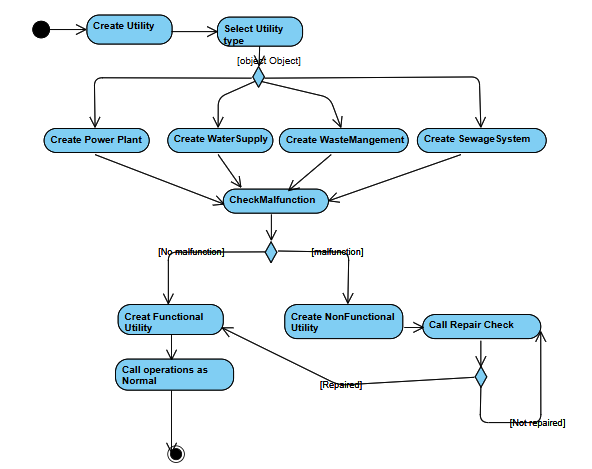 Create Utility
Select Utility
type
[object Object]
Create Power Plant
Create WaterSupply
Create WasteMangement
Create SewageSystem
CheckMalfunction
[No malfunction]
[malfunction]
Creat Functional
Utility
Create NonFunctional
Utility
Call Repair Check
Call operations as
Normal
[Repaired]
[Not repaired]